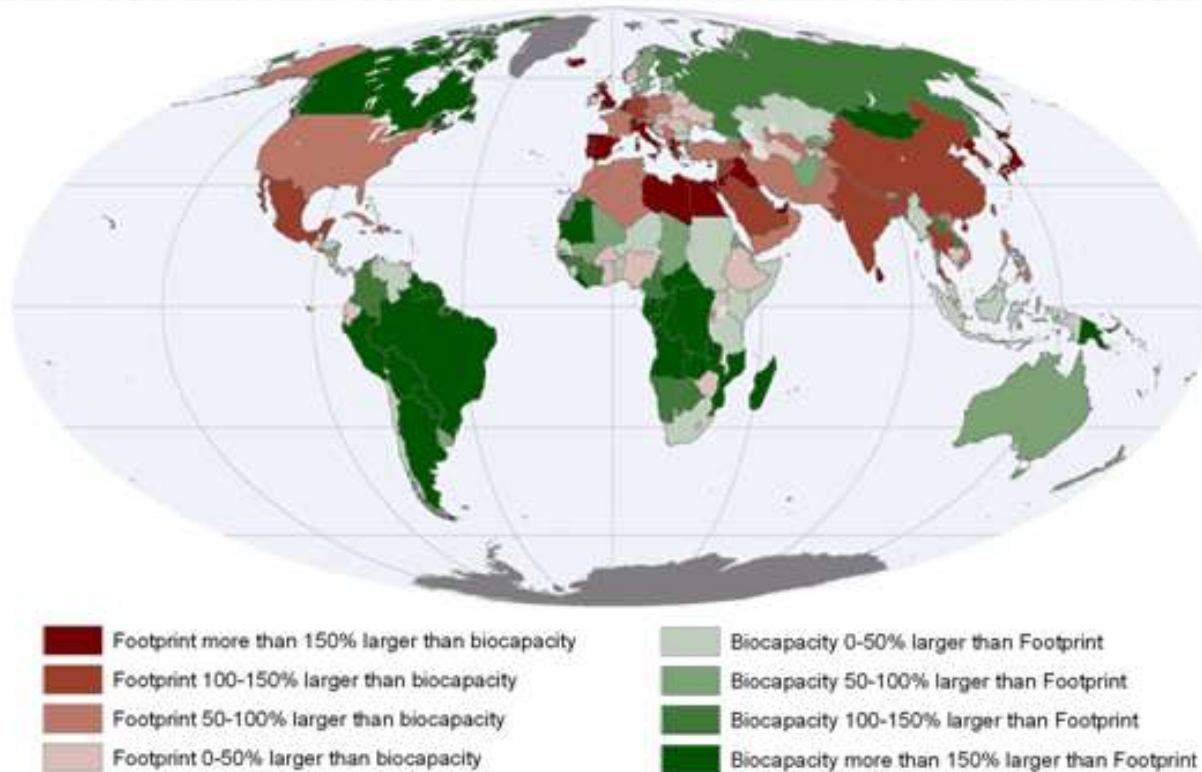 Footprint more than 150% larger than biocapacity
Footprint 100-150% larger than biocapacity
Footprint 50-100% larger than biocapacity
Footprint 0-50% larger than biocapacity
Biocapacity 0-50% larger than Footprint
Biocapacity 50-100% larger than Footprint
Biocapacity 100-150% larger than Footprint
Biocapacity more than 150% larger than Footprint